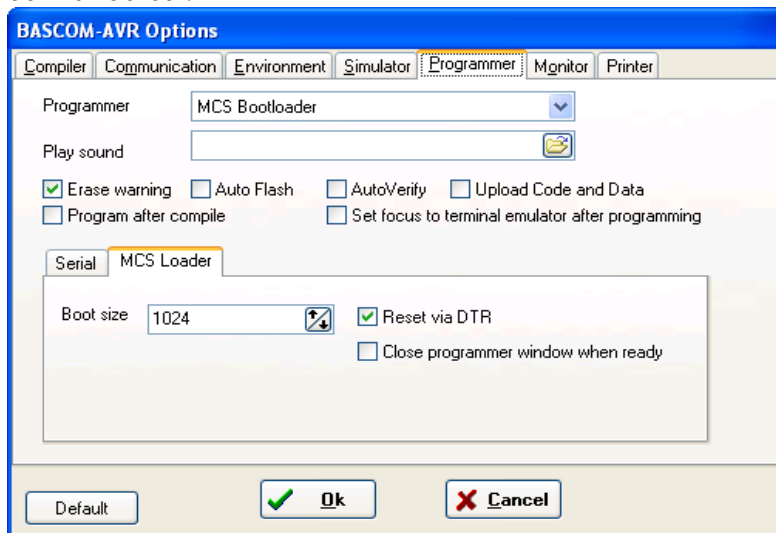 BASCOM-AVR Options
Compiler Communication Environment Simulator Programmer Monitor Printer
Programmer MCS Bootloader
Play sound
Erase warning Auto Flash AutoVerify Upload Code and Data
Program after compile Set focus to terminal emulator after programming
Serial MCS Loader
Boot size 1024 Reset via DTR
Close programmer window when ready
Default Ok Cancel